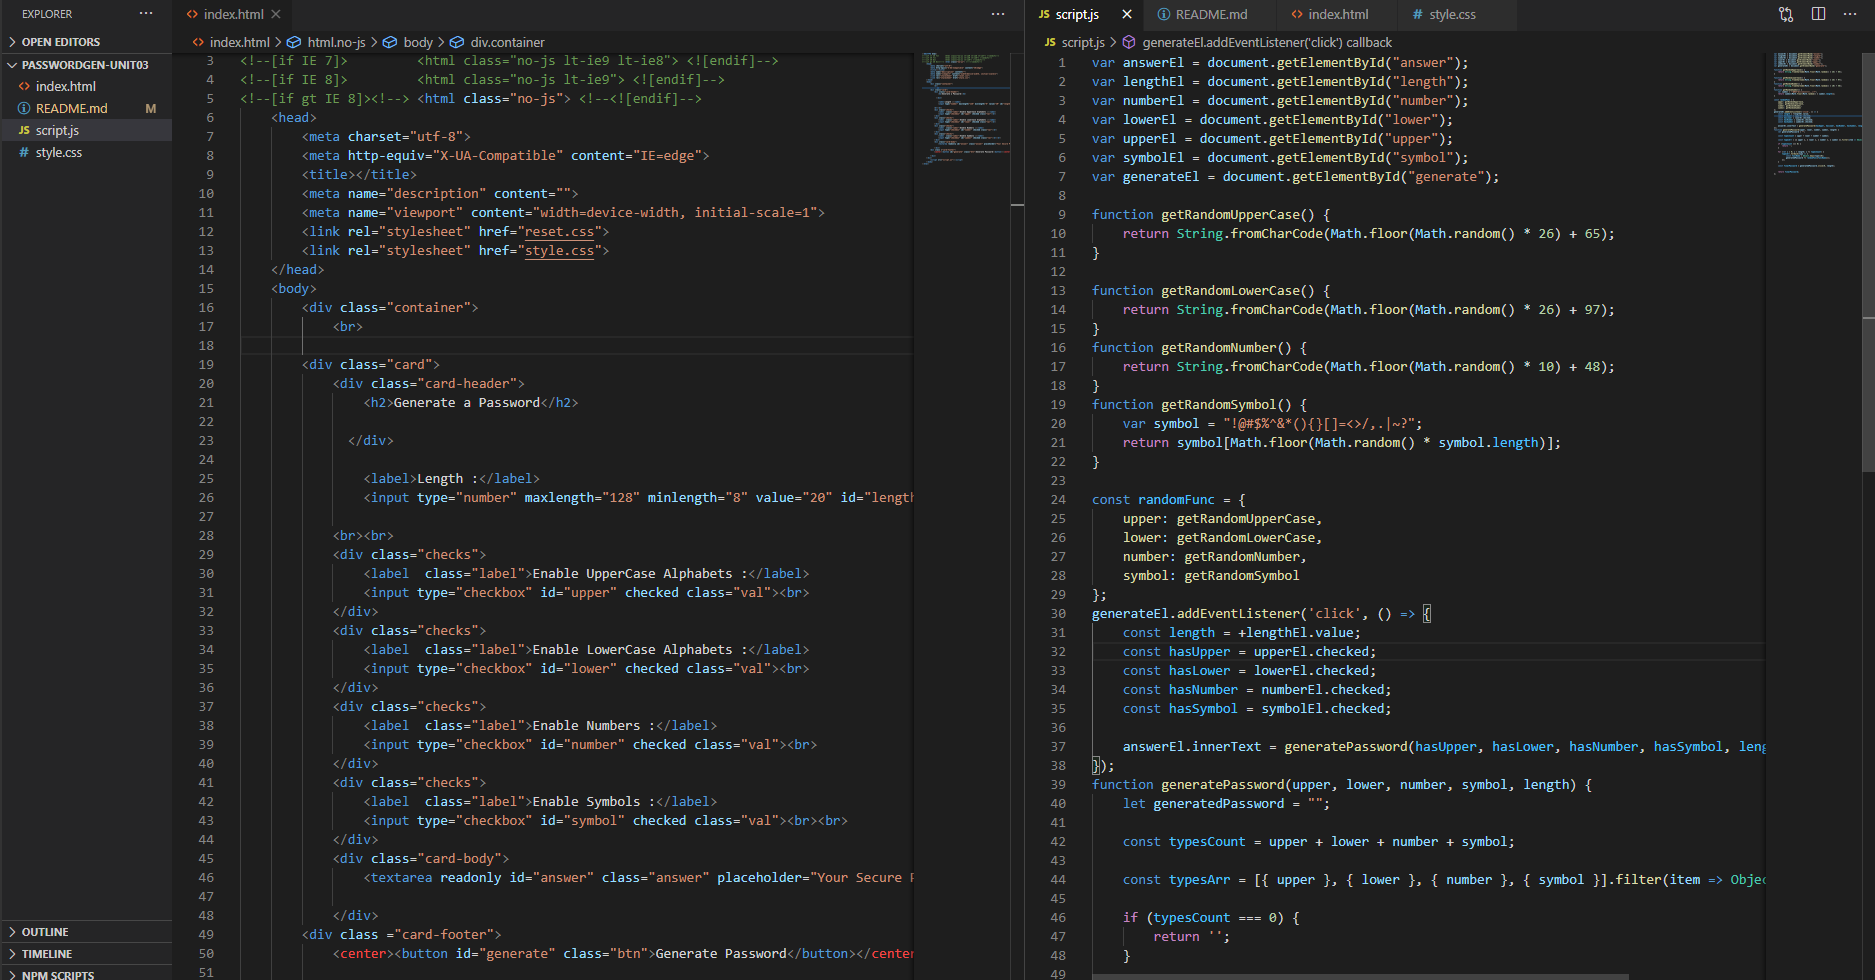 EXPLORER
OPEN EDITORS
PASSWORDGEN-UNIT03
index.html
README.md M
script.js
style.css
OUTLINE
TIMELINE
NPM SCRIPTS
index.html
index.html > html.no-js > body > div.container
3 <!--[if IE 7]> <html class="no-js lt-ie9 lt-ie8"> <![endif]-->
4 <!--[if IE 8]> <html class="no-js lt-ie9"> <![endif]-->
5 <!--[if gt IE 8]><!--> <html class="no-js"> <!--<![endif]-->
6 <head>
7 <meta charset="utf-8">
8 <meta http-equiv="X-UA-Compatible" content="IE=edge">
9 <title></title>
10 <meta name="description" content="">
11 <meta name="viewport" content="width=device-width, initial-scale=1">
12 <link rel="stylesheet" href="reset.css">
13 <link rel="stylesheet" href="style.css">
14 </head>
15 <body>
16 <div class="container">
17 <br>
18
19 <div class="card">
20 <div class="card-header">
21 <h2>Generate a Password</h2>
22
23 </div>
24
25 <label>Length :</label>
26 <input type="number" maxlength="128" minlength="8" value="20" id="length
27
28 <br><br>
29 <div class="checks">
30 <label  class="label">Enable UpperCase Alphabets :</label>
31 <input type="checkbox" id="upper" checked class="val"><br>
32 </div>
33 <div class="checks">
34 <label  class="label">Enable LowerCase Alphabets :</label>
35 <input type="checkbox" id="lower" checked class="val"><br>
36 </div>
37 <div class="checks">
38 <label  class="label">Enable Numbers :</label>
39 <input type="checkbox" id="number" checked class="val"><br>
40 </div>
41 <div class="checks">
42 <label  class="label">Enable Symbols :</label>
43 <input type="checkbox" id="symbol" checked class="val"><br><br>
44 </div>
45 <div class="card-body">
46 <textarea readonly id="answer" class="answer" placeholder="Your Secure
47
48 </div>
49 <div class ="card-footer">
50 <center><button id="generate" class="btn">Generate Password</button></center
51
JS script.js README.md index.html style.css
JS script.js > generateEl.addEventListener('click') callback
1 var answerEl = document.getElementById("answer");
2 var lengthEl = document.getElementById("length");
3 var numberEl = document.getElementById("number");
4 var lowerEl = document.getElementById("lower");
5 var upperEl = document.getElementById("upper");
6 var symbolEl = document.getElementById("symbol");
7 var generateEl = document.getElementById("generate");
8
9 function getRandomUpperCase() {
10 return String.fromCharCode(Math.floor(Math.random() * 26) + 65);
11 }
12
13 function getRandomLowerCase() {
14 return String.fromCharCode(Math.floor(Math.random() * 26) + 97);
15 }
16 function getRandomNumber() {
17 return String.fromCharCode(Math.floor(Math.random() * 10) + 48);
18 }
19 function getRandomSymbol() {
20 var symbol = "!@#$%^&*(){}[]=<>/,.|~?";
21 return symbol[Math.floor(Math.random() * symbol.length)];
22 }
23
24 const randomFunc = {
25 upper: getRandomUpperCase,
26 lower: getRandomLowerCase,
27 number: getRandomNumber,
28 symbol: getRandomSymbol
29 };
30 generateEl.addEventListener('click', () => {
31 const length = +lengthEl.value;
32 const hasUpper = upperEl.checked;
33 const hasLower = lowerEl.checked;
34 const hasNumber = numberEl.checked;
35 const hasSymbol = symbolEl.checked;
36
37 answerEl.innerText = generatePassword(hasUpper, hasLower, hasNumber, hasSymbol, leng
38 });
39 function generatePassword(upper, lower, number, symbol, length) {
40 let generatedPassword = "";
41
42 const typesCount = upper + lower + number + symbol;
43
44 const typesArr = [{ upper }, { lower }, { number }, { symbol }].filter(item => Objec
45
46 if (typesCount === 0) {
47 return '';
48 }
49